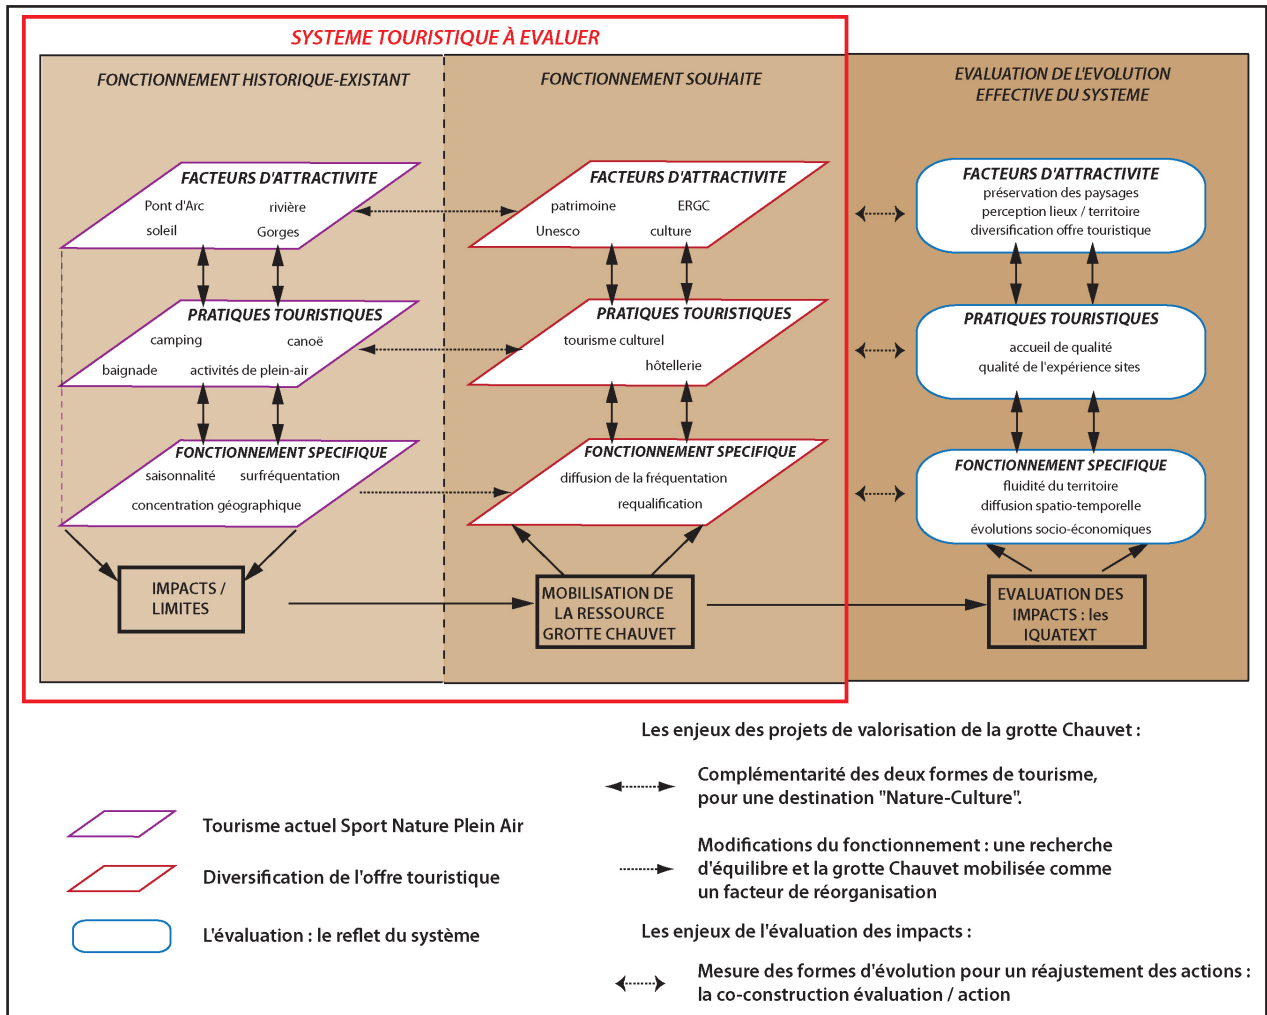 SYSTEME TOURISTIQUE À EVALUER
FONCTIONNEMENT HISTORIQUE-EXISTANT
FACTEURS D'ATTRACTIVITE
Pont d'Arc
rivière
soleil
Gorges
PRATIQUES TOURISTIQUES
camping
canoë
baignade
activités de plein-air
FONCTIONNEMENT SPECIFIQUE
saisonnalité
surfréquentation
concentration géographique
IMPACTS /
LIMITES
FONCTIONNEMENT SOUHAITE
FACTEURS D'ATTRACTIVITE
patrimoine
ERGC
Unesco
culture
PRATIQUES TOURISTIQUES
tourisme culturel
hôtellerie
FONCTIONNEMENT SPECIFIQUE
diffusion de la fréquentation
requalification
MOBILISATION DE
LA RESSOURCE
GROTTE CHAUVET
EVALUATION DE L'EVOLUTION
EFFECTIVE DU SYSTEME
FACTEURS D'ATTRACTIVITE
préservation des paysages
perception lieux / territoire
diversification offre touristique
PRATIQUES TOURISTIQUES
accueil de qualité
qualité de l'expérience sites
FONCTIONNEMENT SPECIFIQUE
fluidité du territoire
diffusion spatio-temporelle
évolutions socio-économiques
EVALUATION DES
IMPACTS : les
IQUATEXT
Tourisme actuel Sport Nature Plein Air
Diversification de l'offre touristique
L'évaluation : le reflet du système
Les enjeux des projets de valorisation de la grotte Chauvet :
Complémentarité des deux formes de tourisme,
pour une destination "Nature-Culture".
Modifications du fonctionnement : une recherche
d'équilibre et la grotte Chauvet mobilisée comme
un facteur de réorganisation
Les enjeux de l'évaluation des impacts :
Mesure des formes d'évolution pour un réajustement des actions :
la co-construction évaluation / action